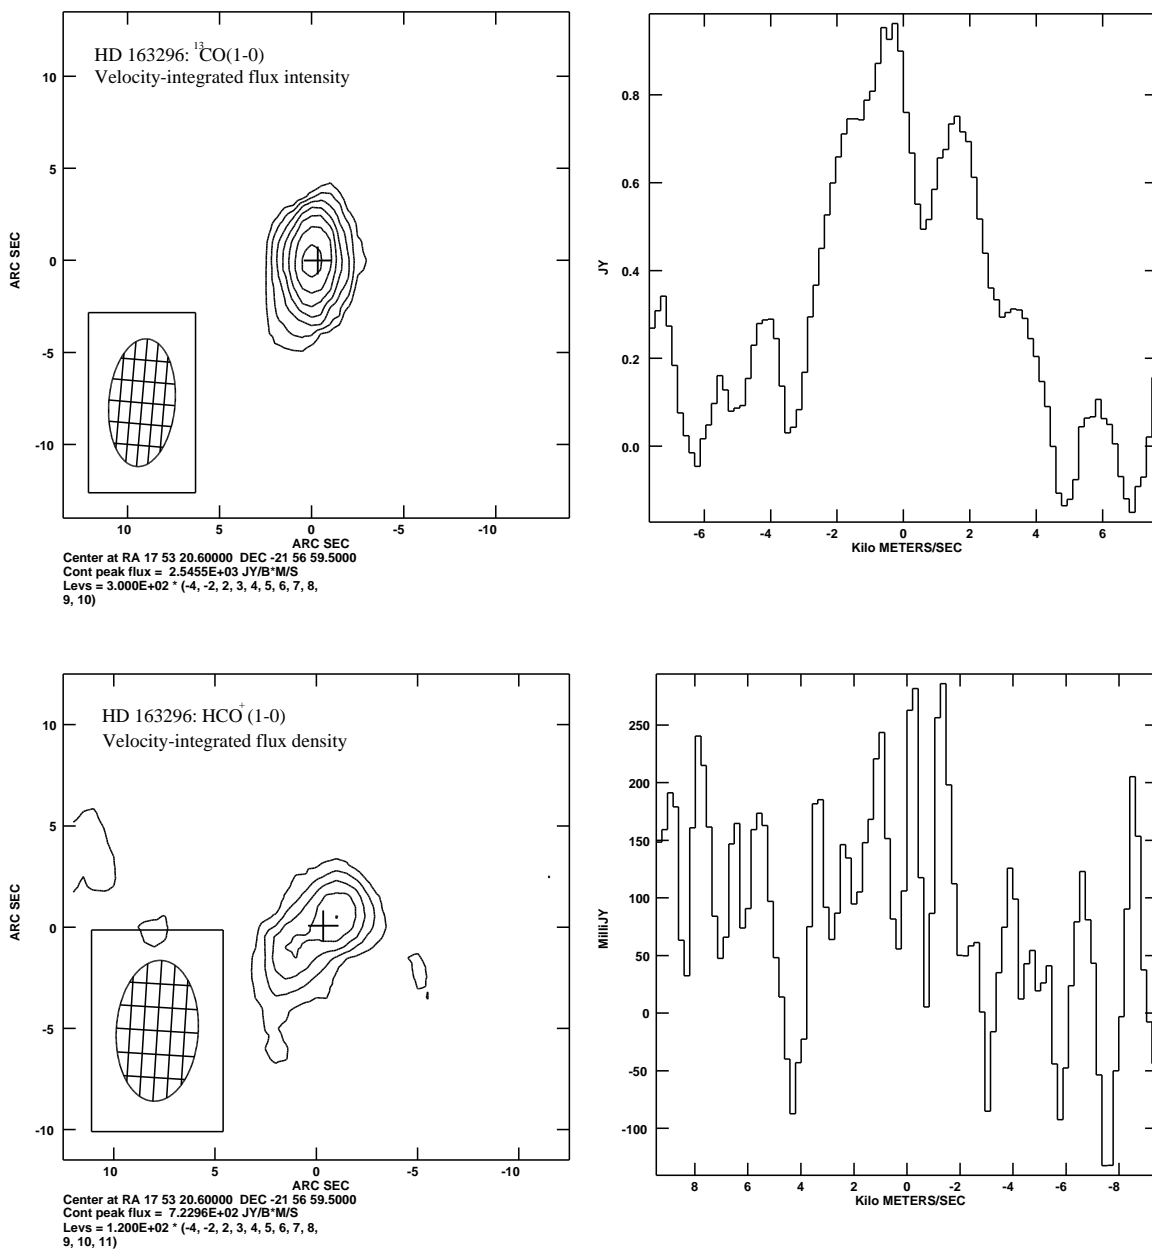 HD 163296: 13CO(1-0)
Velocity-integrated flux intensity
10
5
0
-5
-10
ARC SEC
10 5 0 -5 -10
ARC SEC
Center at RA 17 53 20.60000 DEC -21 56 59.5000
Cont peak flux = 2.5455E+03 JY/B*M/S
Levs = 3.000E+02 * (-4, -2, 2, 3, 4, 5, 6, 7, 8,
9, 10)
0.8
0.6
0.4
0.2
0.0
JY
-6 -4 -2 0 2 4 6
Kilo METERS/SEC
HD 163296: HCO+(1-0)
Velocity-integrated flux density
10
5
0
-5
-10
ARC SEC
10 5 0 -5 -10
ARC SEC
Center at RA 17 53 20.60000 DEC -21 56 59.5000
Cont peak flux = 7.2296E+02 JY/B*M/S
Levs = 1.200E+02 * (-4, -2, 2, 3, 4, 5, 6, 7, 8,
9, 10, 11)
250
200
150
100
50
0
-50
-100
MilliJY
8 6 4 2 0 -2 -4 -6 -8
Kilo METERS/SEC